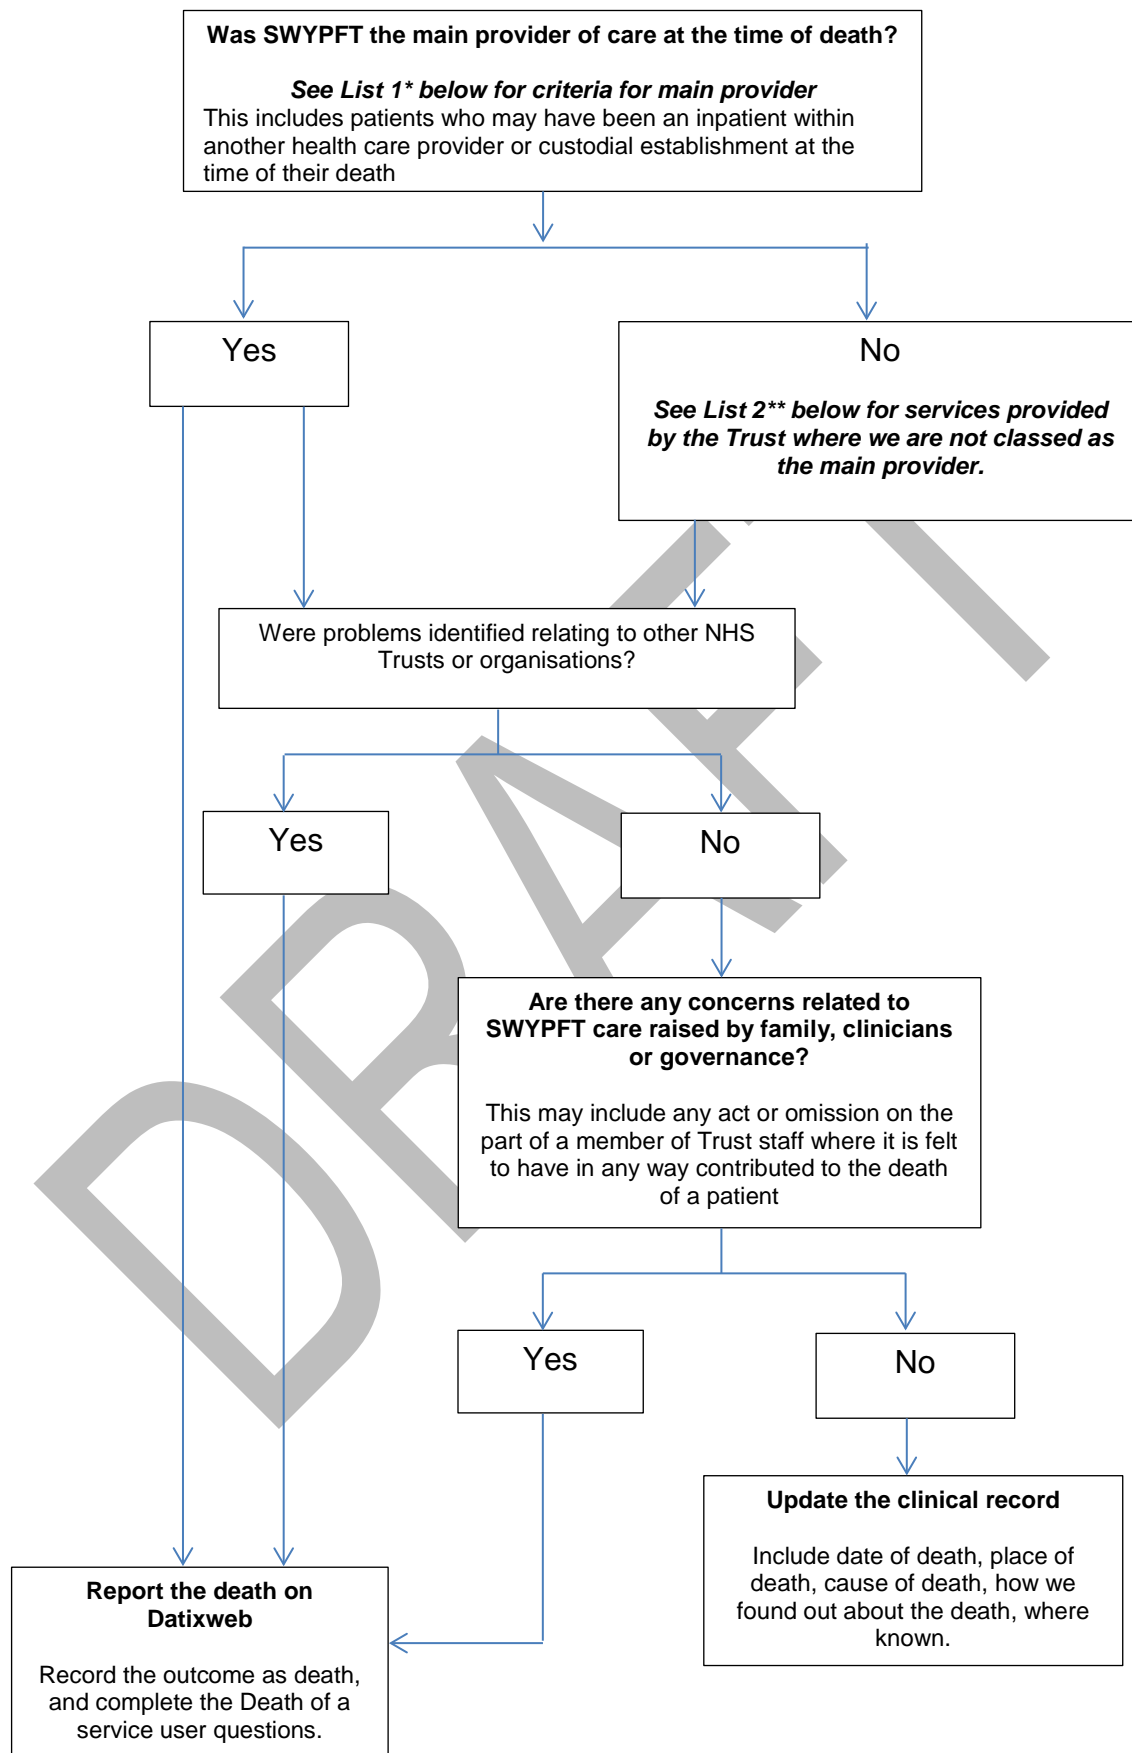 Was SWYPFT the main provider of care at the time of death?
See List 1* below for criteria for main provider
This includes patients who may have been an inpatient within
another health care provider or custodial establishment at the
time of their death
Yes
No
See List 2** below for services provided
by the Trust where we are not classed as
the main provider.
Were problems identified relating to other NHS
Trusts or organisations?
Yes
No
Are there any concerns related to
SWYPFT care raised by family, clinicians
or governance?
This may include any act or omission on the
part of a member of Trust staff where it is felt
to have in any way contributed to the death
of a patient
Yes
No
Update the clinical record
Include date of death, place of
death, cause of death, how we
found out about the death, where
known.
Report the death on
Datixweb
Record the outcome as death,
and complete the Death of a
service user questions.
DRAFT